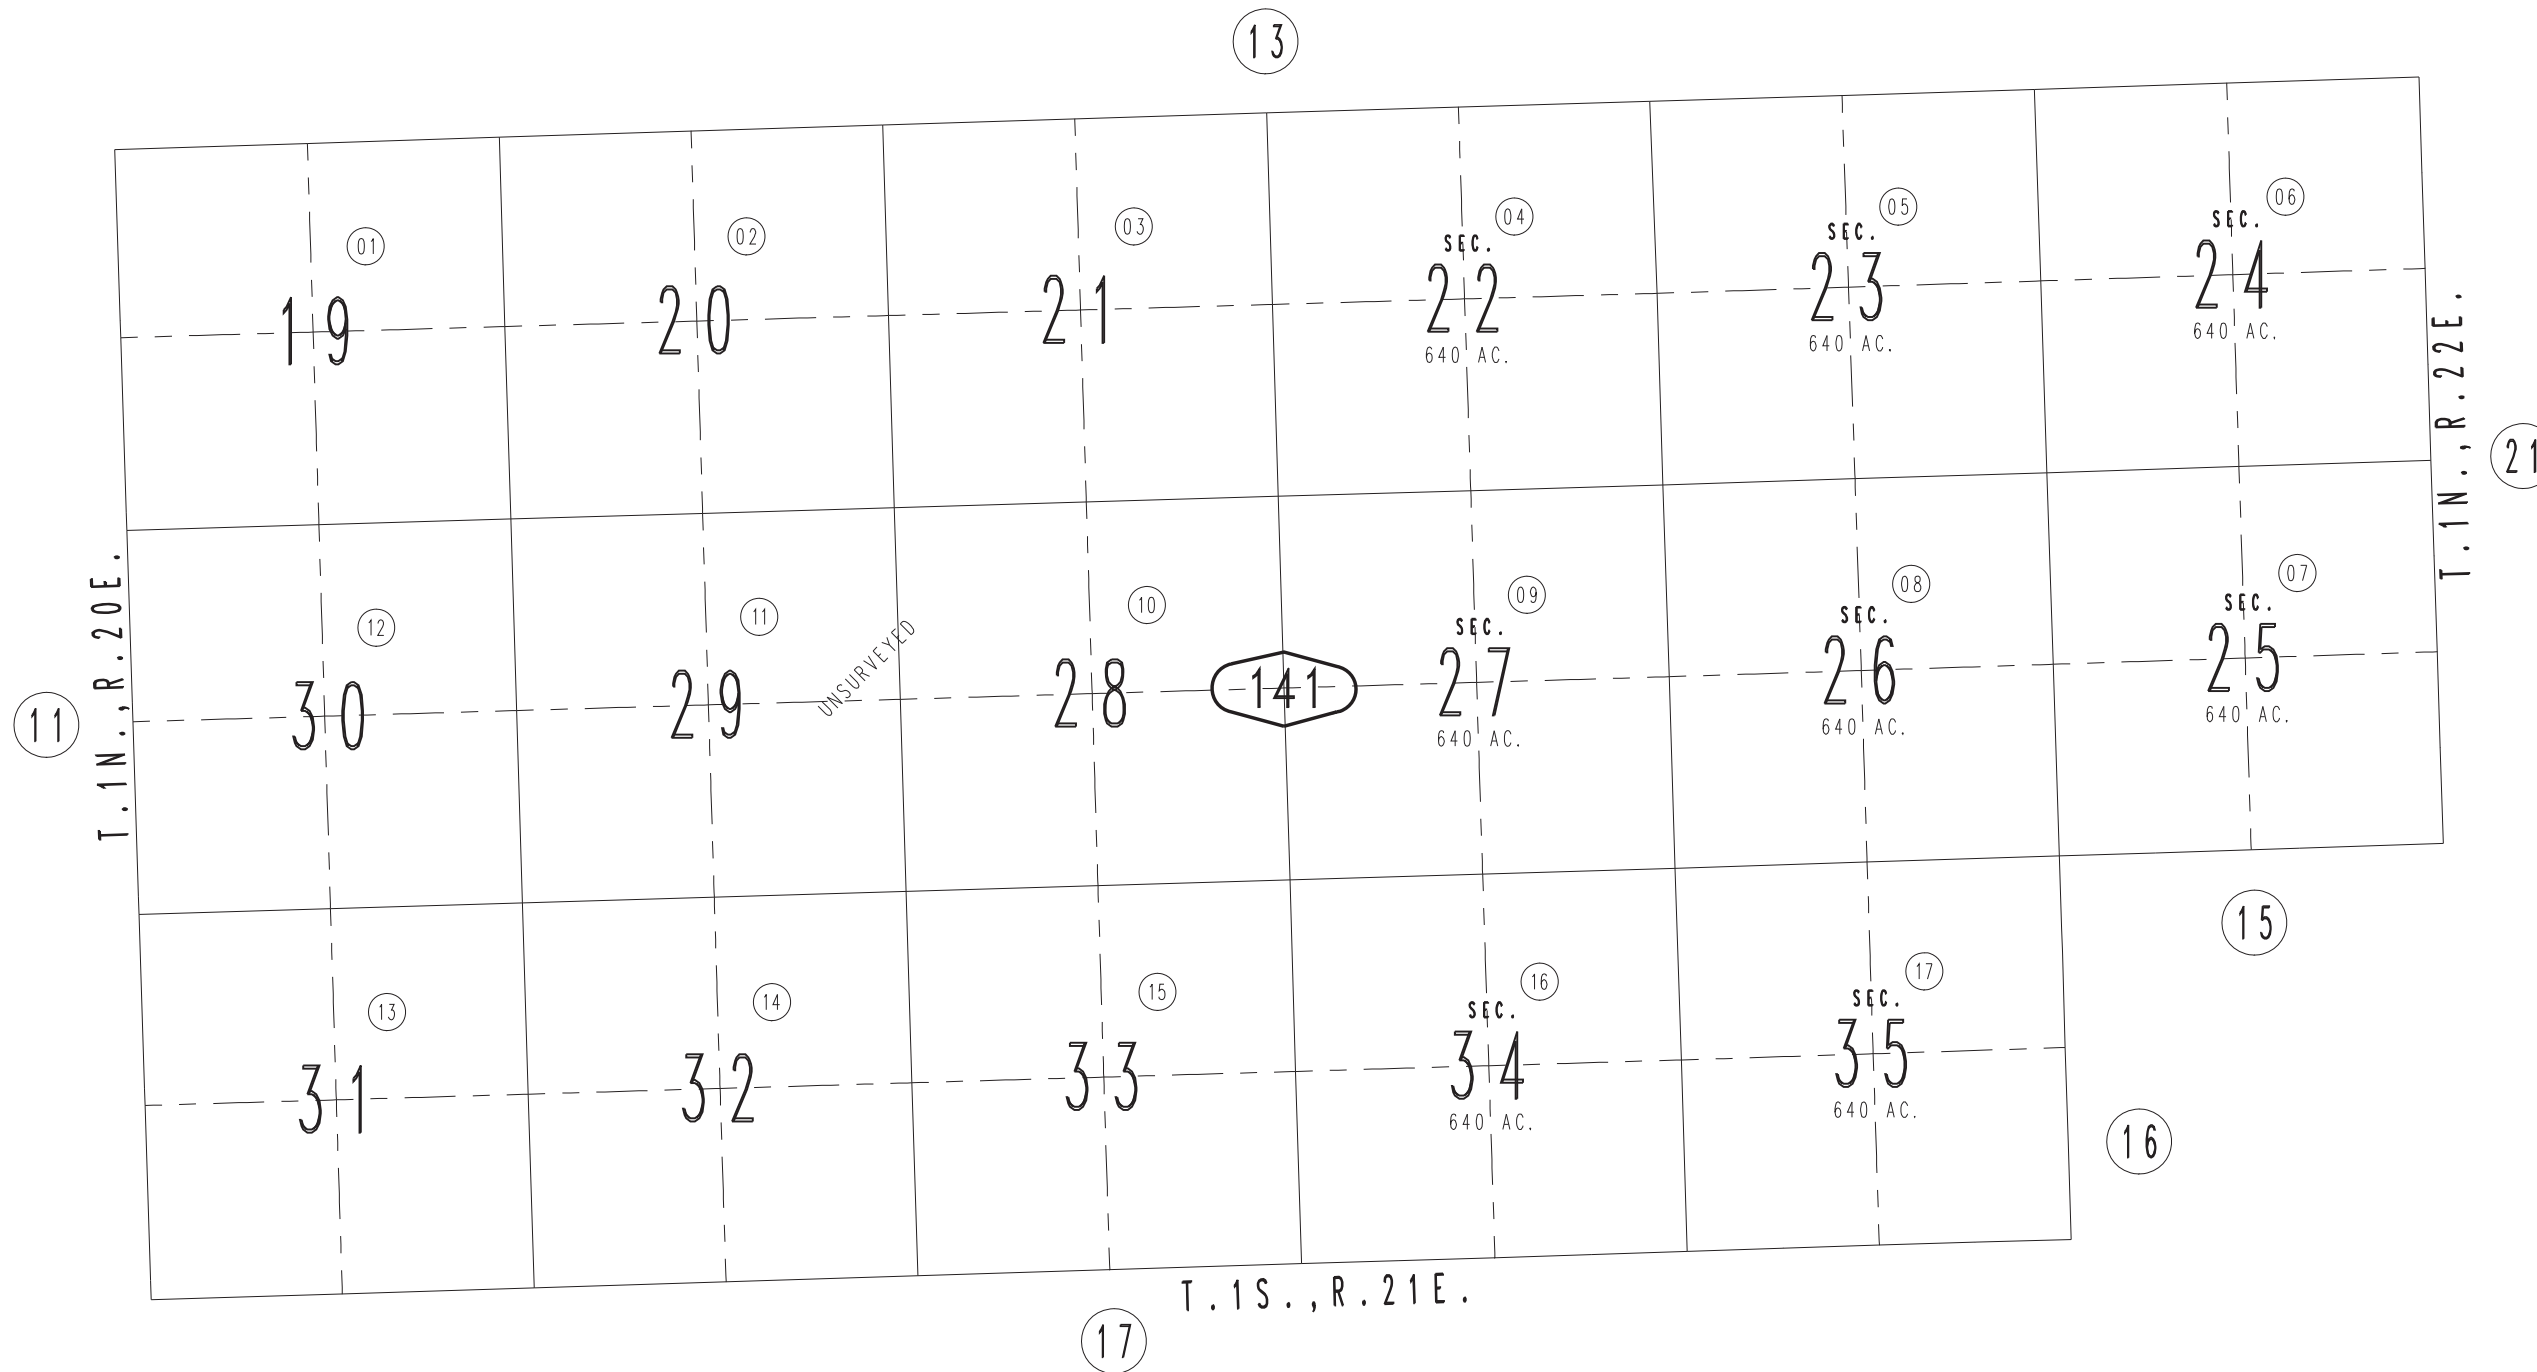 13
01
02
03
04
05
06
SEC.
SEC.
SEC.
19
20
21
22
23
24
640 AC.
640 AC.
640 AC.
T.1N.,R.22E.
21
12
11
10
09
08
07
UNSURVEYED
SEC.
SEC.
SEC.
30
29
28
141
27
26
25
640 AC.
640 AC.
640 AC.
T.1N.,R.20E.
11
15
13
14
15
16
17
SEC.
SEC.
31
32
33
34
35
640 AC.
640 AC.
16
T.1S.,R.21E.
17